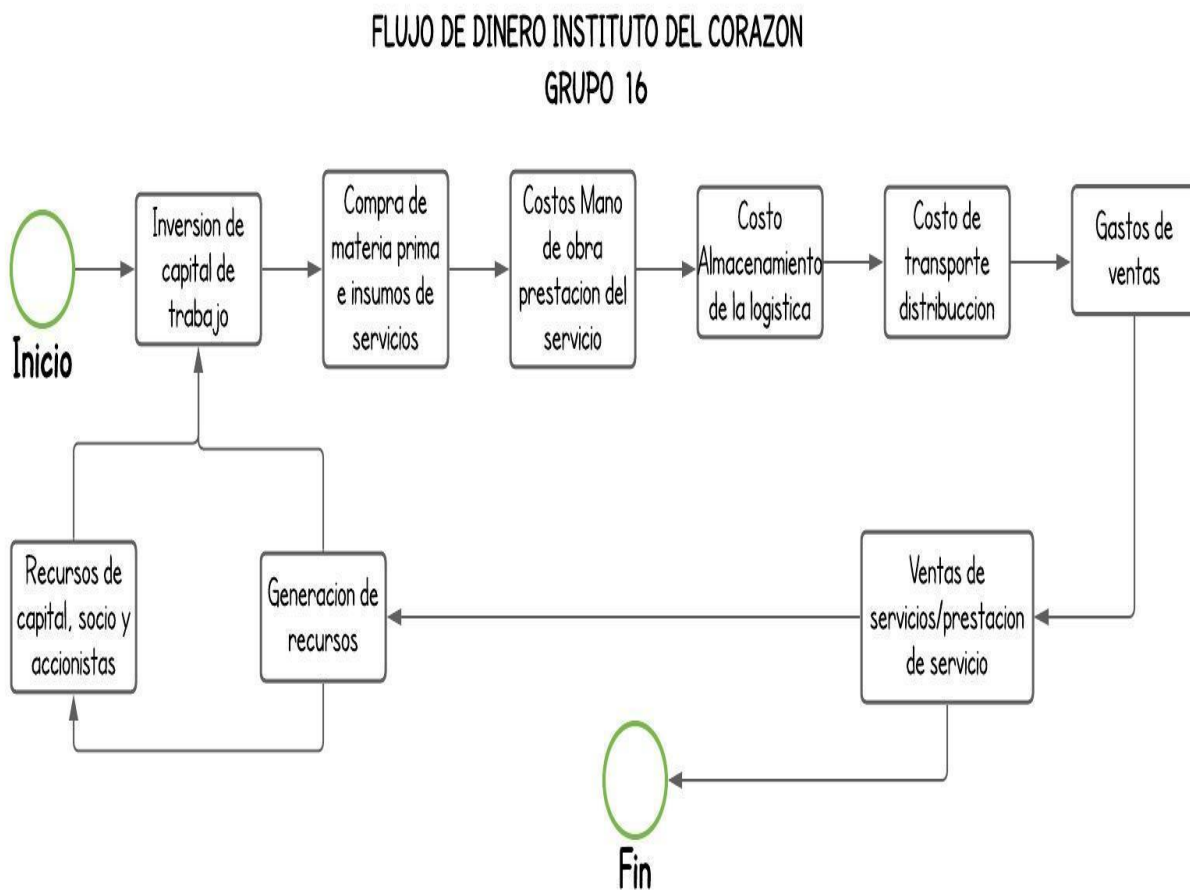 FLUJO DE DINERO INSTITUTO DEL CORAZON
GRUPO 16
Inicio
Inversion de
capital de
trabajo
Compra de
materia prima
e insumos de
servicios
Costos Mano
de obra
prestacion del
servicio
Costo
Almacenamiento
de la logistica
Costo de
transporte
distribuccion
Gastos de
ventas
Recursos de
capital, socio y
accionistas
Generacion de
recursos
Ventas de
servicios/prestacion
de servicio
Fin